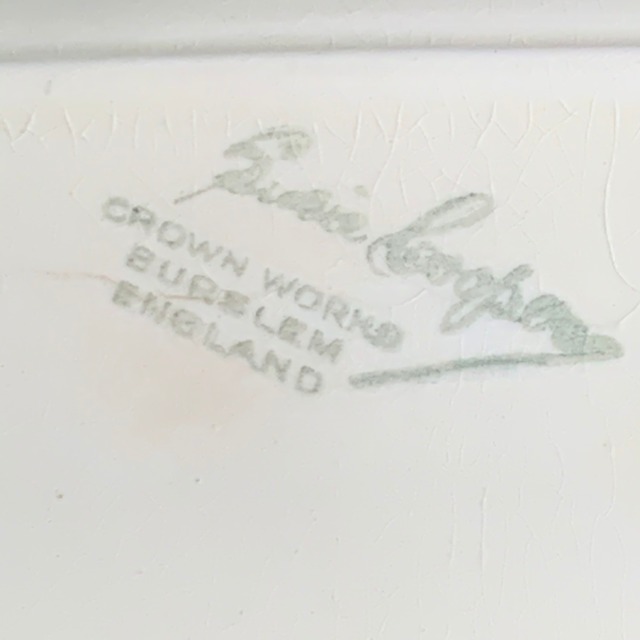 Susie Cooper
CROWN WORKS
BURSLEM
ENGLAND